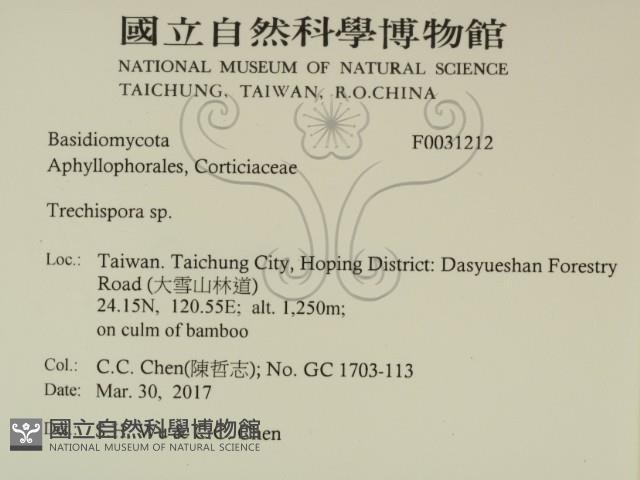 國立自然科學博物館
NATIONAL MUSEUM OF NATURAL SCIENCE
TAICHUNG, TAIWAN, R.O.CHINA
Basidiomycota F0031212
Aphyllophorales, Corticiaceae
Trechispora sp.
Loc.: Taiwan. Taichung City, Hoping District: Dasyueshan Forestry
Road (大雪山林道)
24.15N, 120.55E; alt. 1,250m;
on culm of bamboo
Col.: C.C. Chen(陳哲志); No. GC 1703-113
Date: Mar. 30, 2017
Wu & C.C. Chen
國立自然科學博物館
NATIONAL MUSEUM OF NATURAL SCIENCE